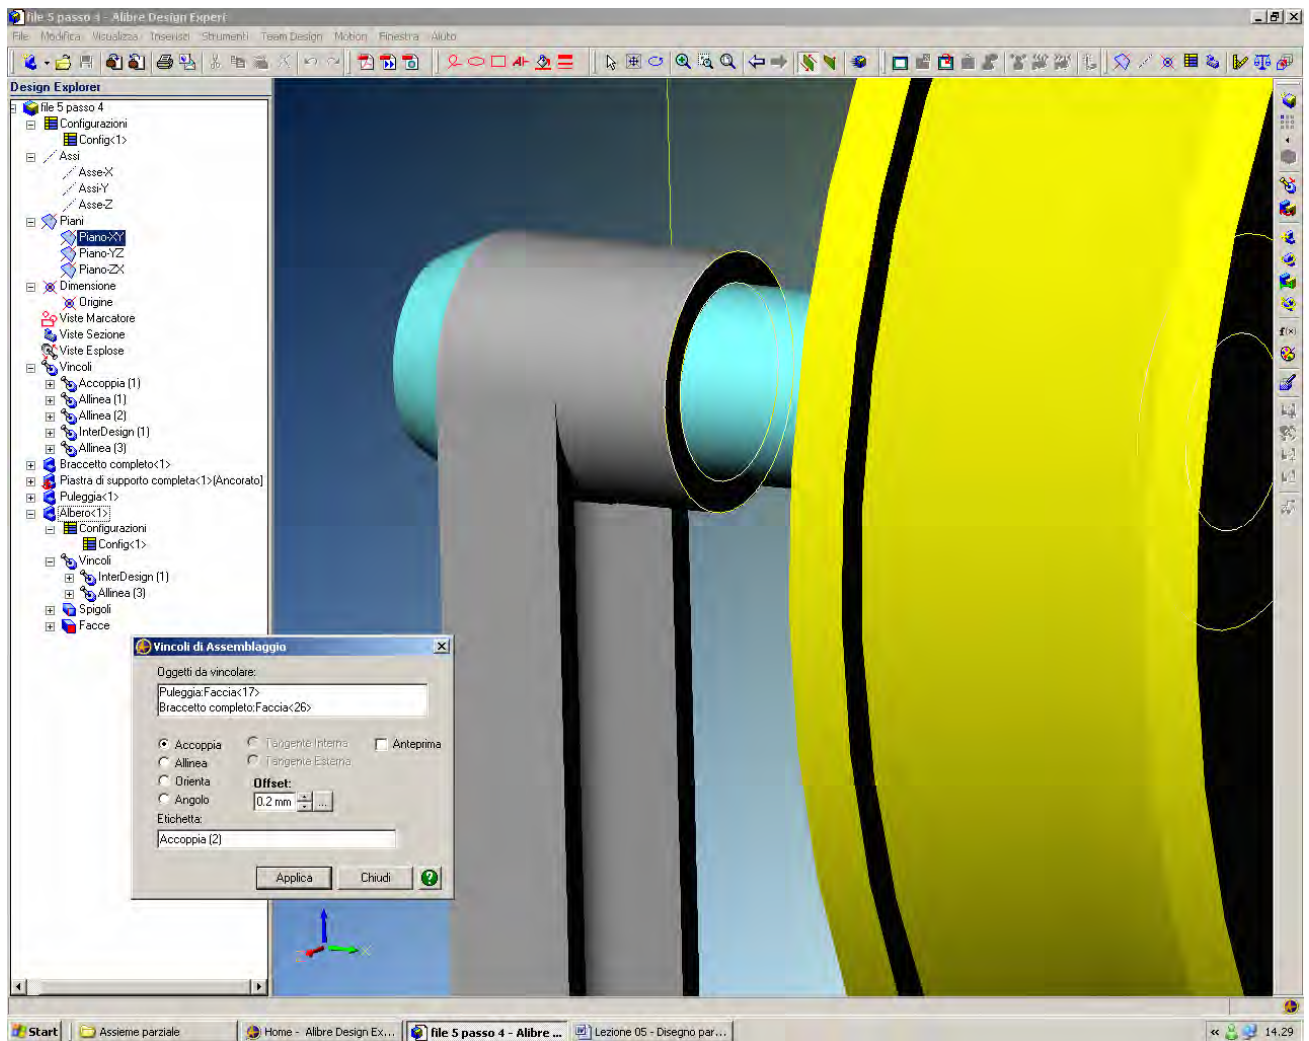 file 5 passo 4 - Alibre Design Experi
File Modifica Visualizza Inserisci Strumenti Team Design Motion Finestra Aiuto
Design Explorer
file 5 passo 4
Configurazioni
Config<1>
Assi
Asse-X
Assi-Y
Asse-Z
Piani
Piano-XY
Piano-YZ
Piano-ZX
Dimensione
Origine
Viste Marcatore
Viste Sezione
Viste Esplose
Vincoli
Accoppia (1)
Allinea (1)
Allinea (2)
InterDesign (1)
Allinea (3)
Braccetto completo<1>
Piastra di supporto completa<1>(Ancorato)
Puleggia<1>
Albero<1>
Configurazioni
Config<1>
Vincoli
InterDesign (1)
Allinea (3)
Spigoli
Facce
Vincoli di Assemblaggio
Oggetti da vincolare:
Puleggia:Faccia<17>
Braccetto completo:Faccia<26>
Accoppia Tangente Interna Anteprima
Allinea Tangente Esterna
Orienta Offset:
Angolo 0.2 mm ...
Etichetta:
Accoppia (2)
Applica Chiudi ?
f(x)
X
Start Assieme parziale Home - Alibre Design Ex... file 5 passo 4 - Alibre ... Lezione 05 - Disegno par... « 14.29